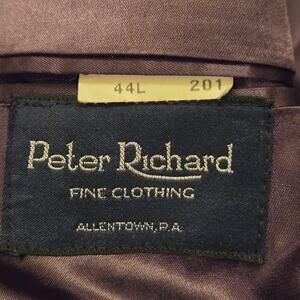 44L 201
Peter Richard
FINE CLOTHING
ALLENTOWN, P.A.